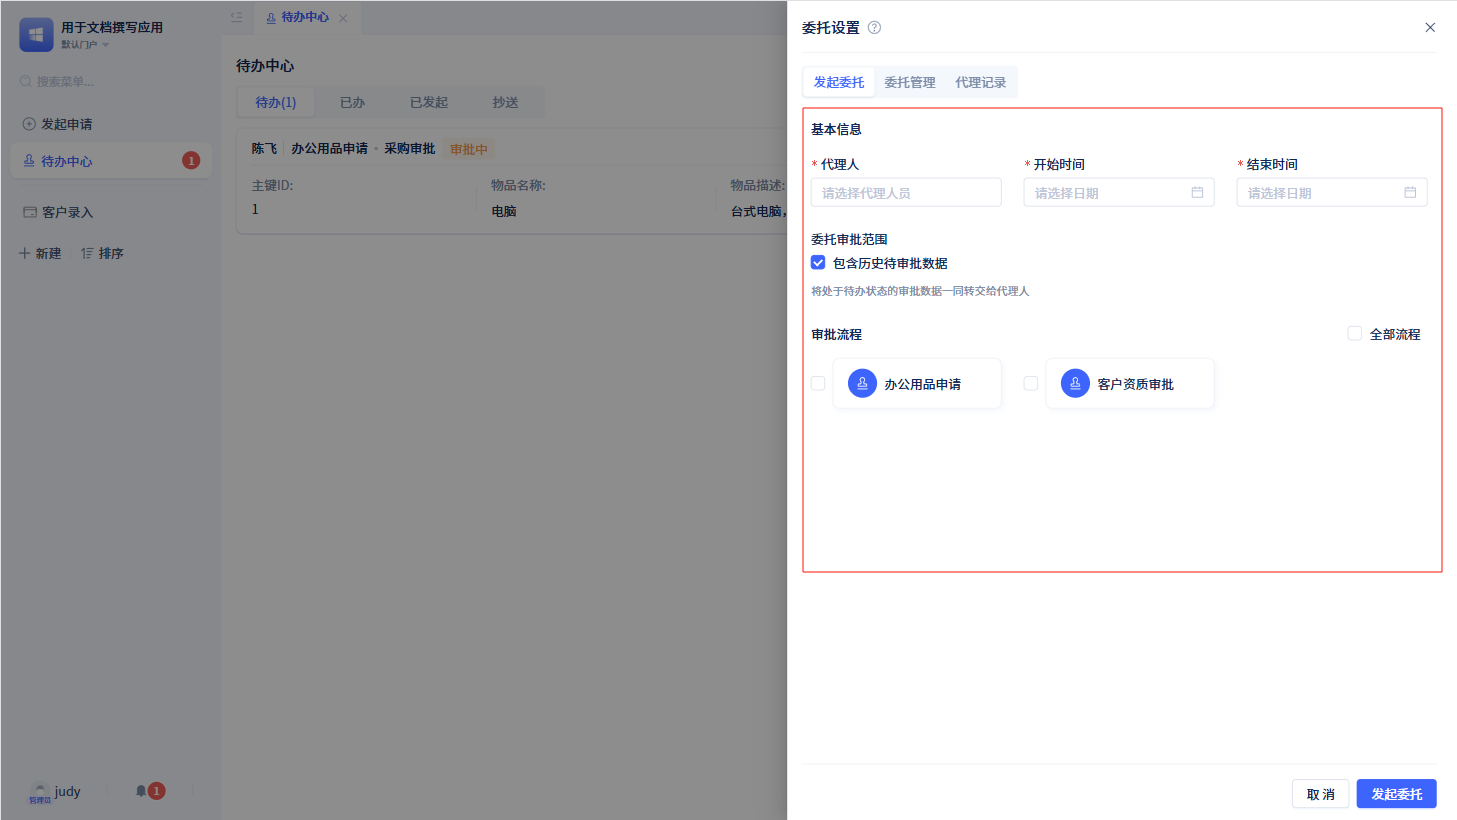 用于文档撰写应用
默认门户
搜索菜单...
发起申请
待办中心
1
客户录入
新建
排序
管理员
judy
1
待办中心
待办中心
待办(1)
已办
已发起
抄送
陈飞 办公用品申请 • 采购审批 审批中
主键ID:
物品名称:
物品描述:
1
电脑
台式电脑，
委托设置
发起委托
委托管理
代理记录
基本信息
* 代理人
* 开始时间
* 结束时间
请选择代理人员
请选择日期
请选择日期
委托审批范围
包含历史待审批数据
将处于待办状态的审批数据一同转交给代理人
审批流程
全部流程
办公用品申请
客户资质审批
取 消
发起委托